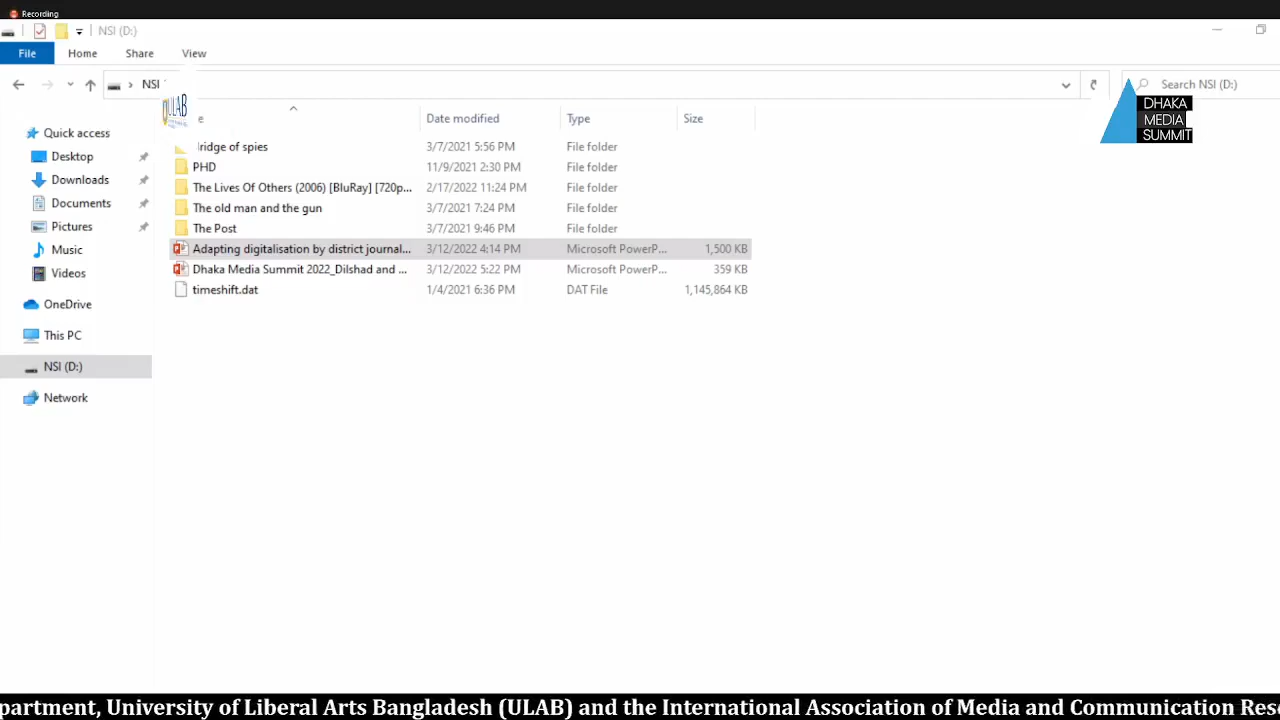 Recording
NSI (D:)
File Home Share View
NSI
Search NSI (D:)
ULAB
DHAKA
MEDIA
SUMMIT
Date modified Type Size
Quick access
Desktop
Downloads
Documents
Pictures
Music
Videos
OneDrive
This PC
NSI (D:)
Network
ridge of spies 3/7/2021 5:56 PM File folder
PHD 11/9/2021 2:30 PM File folder
The Lives Of Others (2006) [BluRay] [720p... 2/17/2022 11:24 PM File folder
The old man and the gun 3/7/2021 7:24 PM File folder
The Post 3/7/2021 9:46 PM File folder
Adapting digitalisation by district journal... 3/12/2022 4:14 PM Microsoft PowerP... 1,500 KB
Dhaka Media Summit 2022_Dilshad and ... 3/12/2022 5:22 PM Microsoft PowerP... 359 KB
timeshift.dat 1/4/2021 6:36 PM DAT File 1,145,864 KB
partment, University of Liberal Arts Bangladesh (ULAB) and the International Association of Media and Communication Res